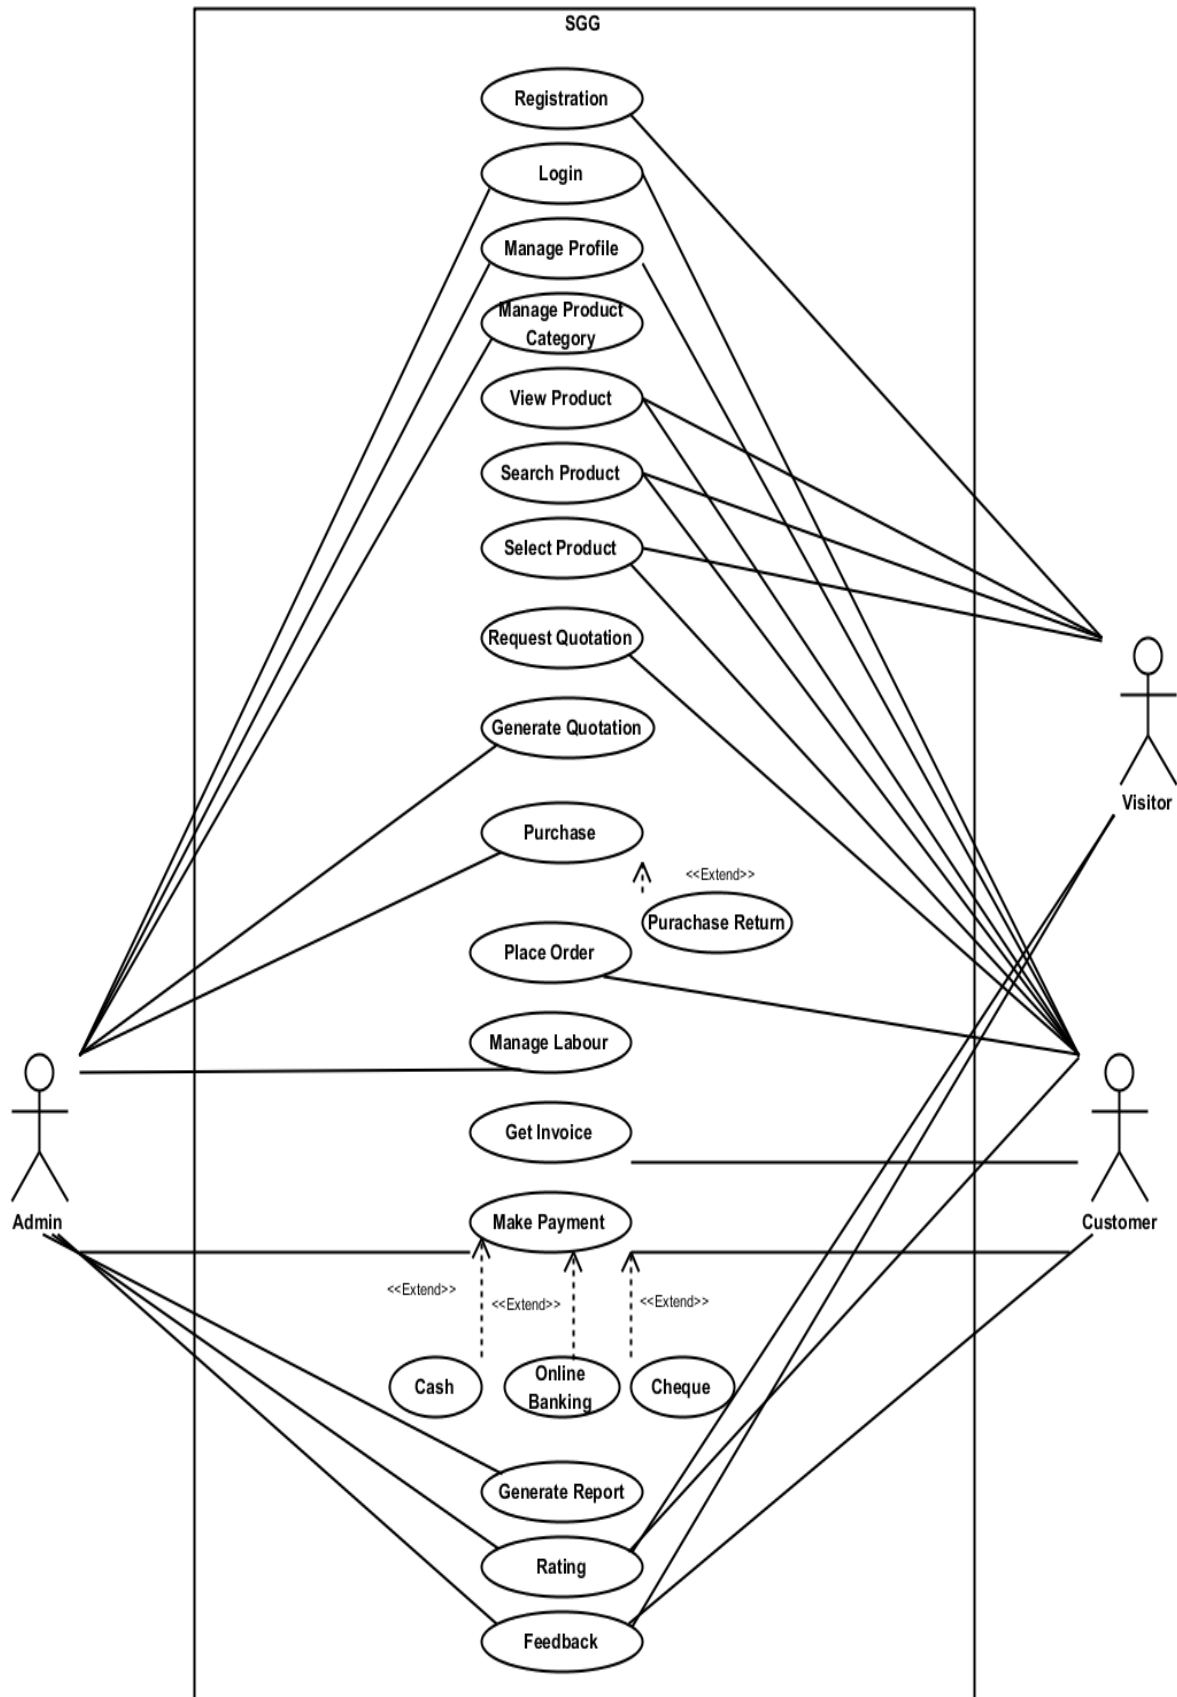 SGG
Registration
Login
Manage Profile
Manage Product
Category
View Product
Search Product
Select Product
Request Quotation
Generate Quotation
Visitor
Purchase
<<Extend>>
Purachase Return
Place Order
Manage Labour
Get Invoice
Admin
Make Payment
Customer
<<Extend>>
<<Extend>>
<<Extend>>
Cash
Online
Banking
Cheque
Generate Report
Rating
Feedback